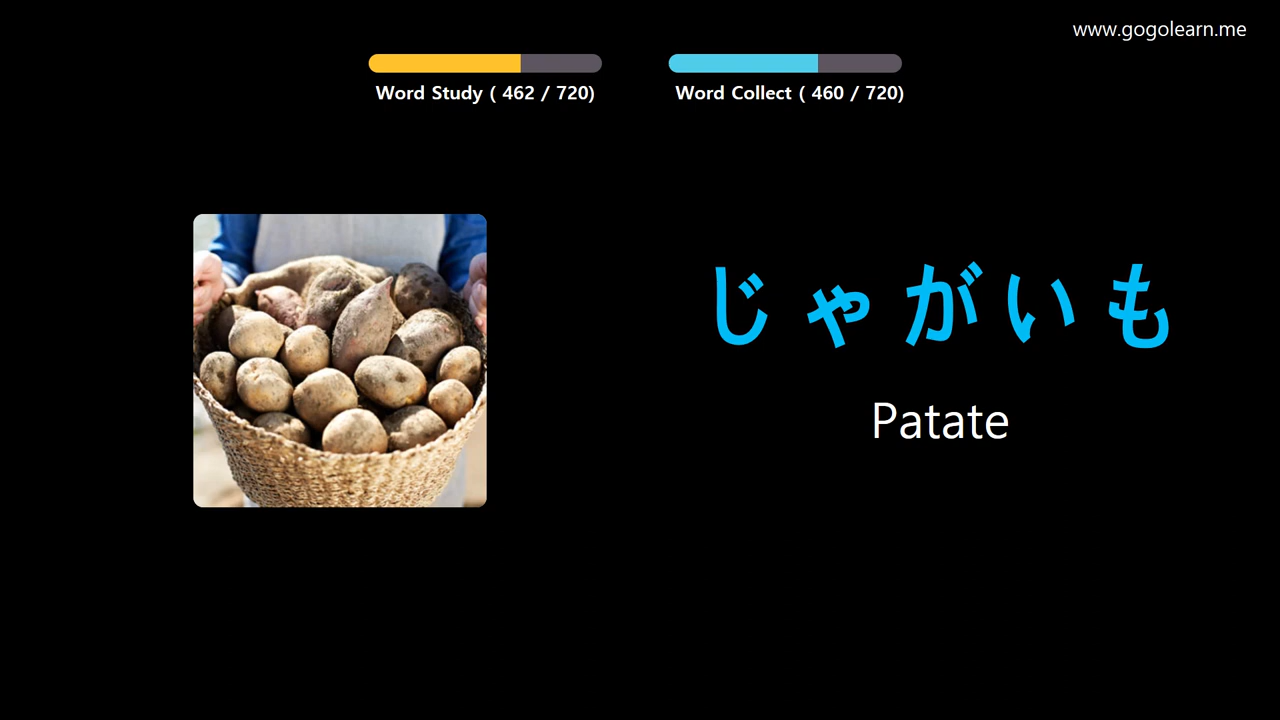 www.gogolearn.me
Word Study ( 462 / 720)
Word Collect ( 460 / 720)
じゃがいも
Patate